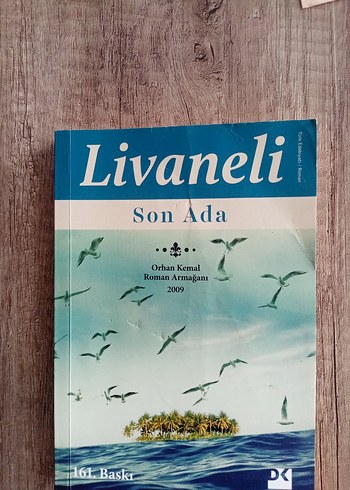 Livaneli
Türk Edebiyatı / Roman
Son Ada
Orhan Kemal
Roman Armağanı
2009
161. Baskı
DK